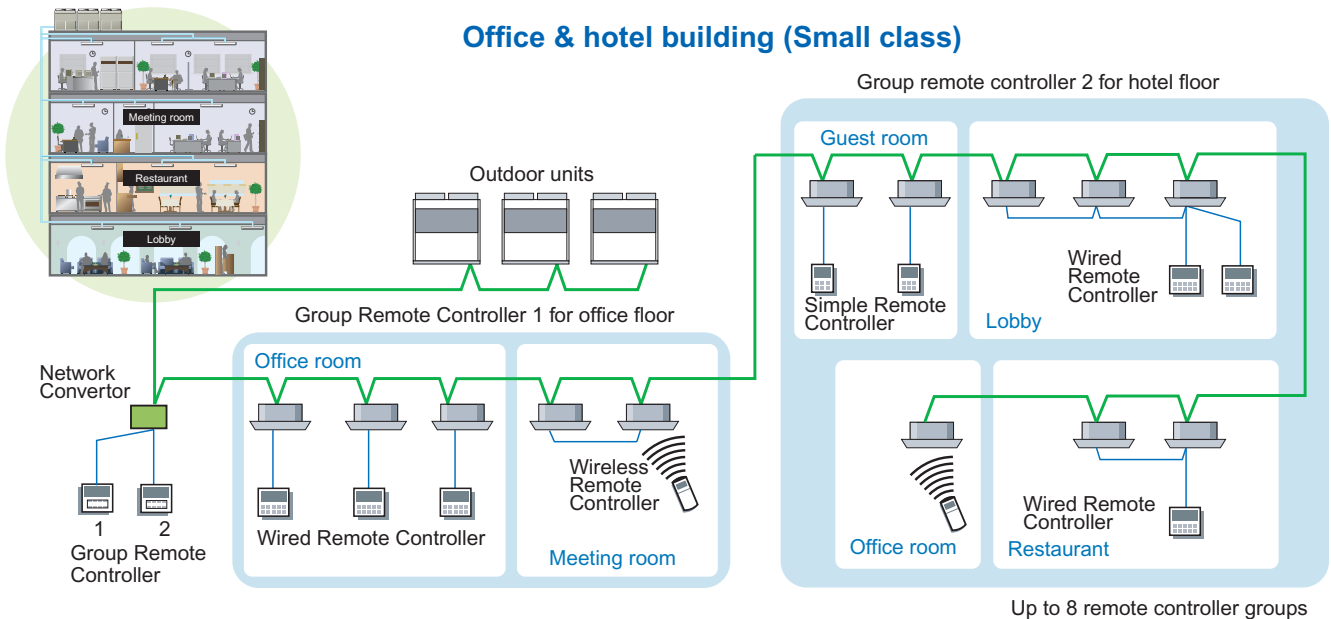 Office & hotel building (Small class)
Meeting room
Restaurant
Lobby
Outdoor units
Group remote controller 2 for hotel floor
Guest room
Simple Remote
Controller
Wired
Remote
Controller
Lobby
Group Remote Controller 1 for office floor
Network
Convertor
1
2
Group Remote
Controller
Office room
Wired Remote Controller
Wireless
Remote
Controller
Meeting room
Office room
Wired Remote
Controller
Restaurant
Up to 8 remote controller groups